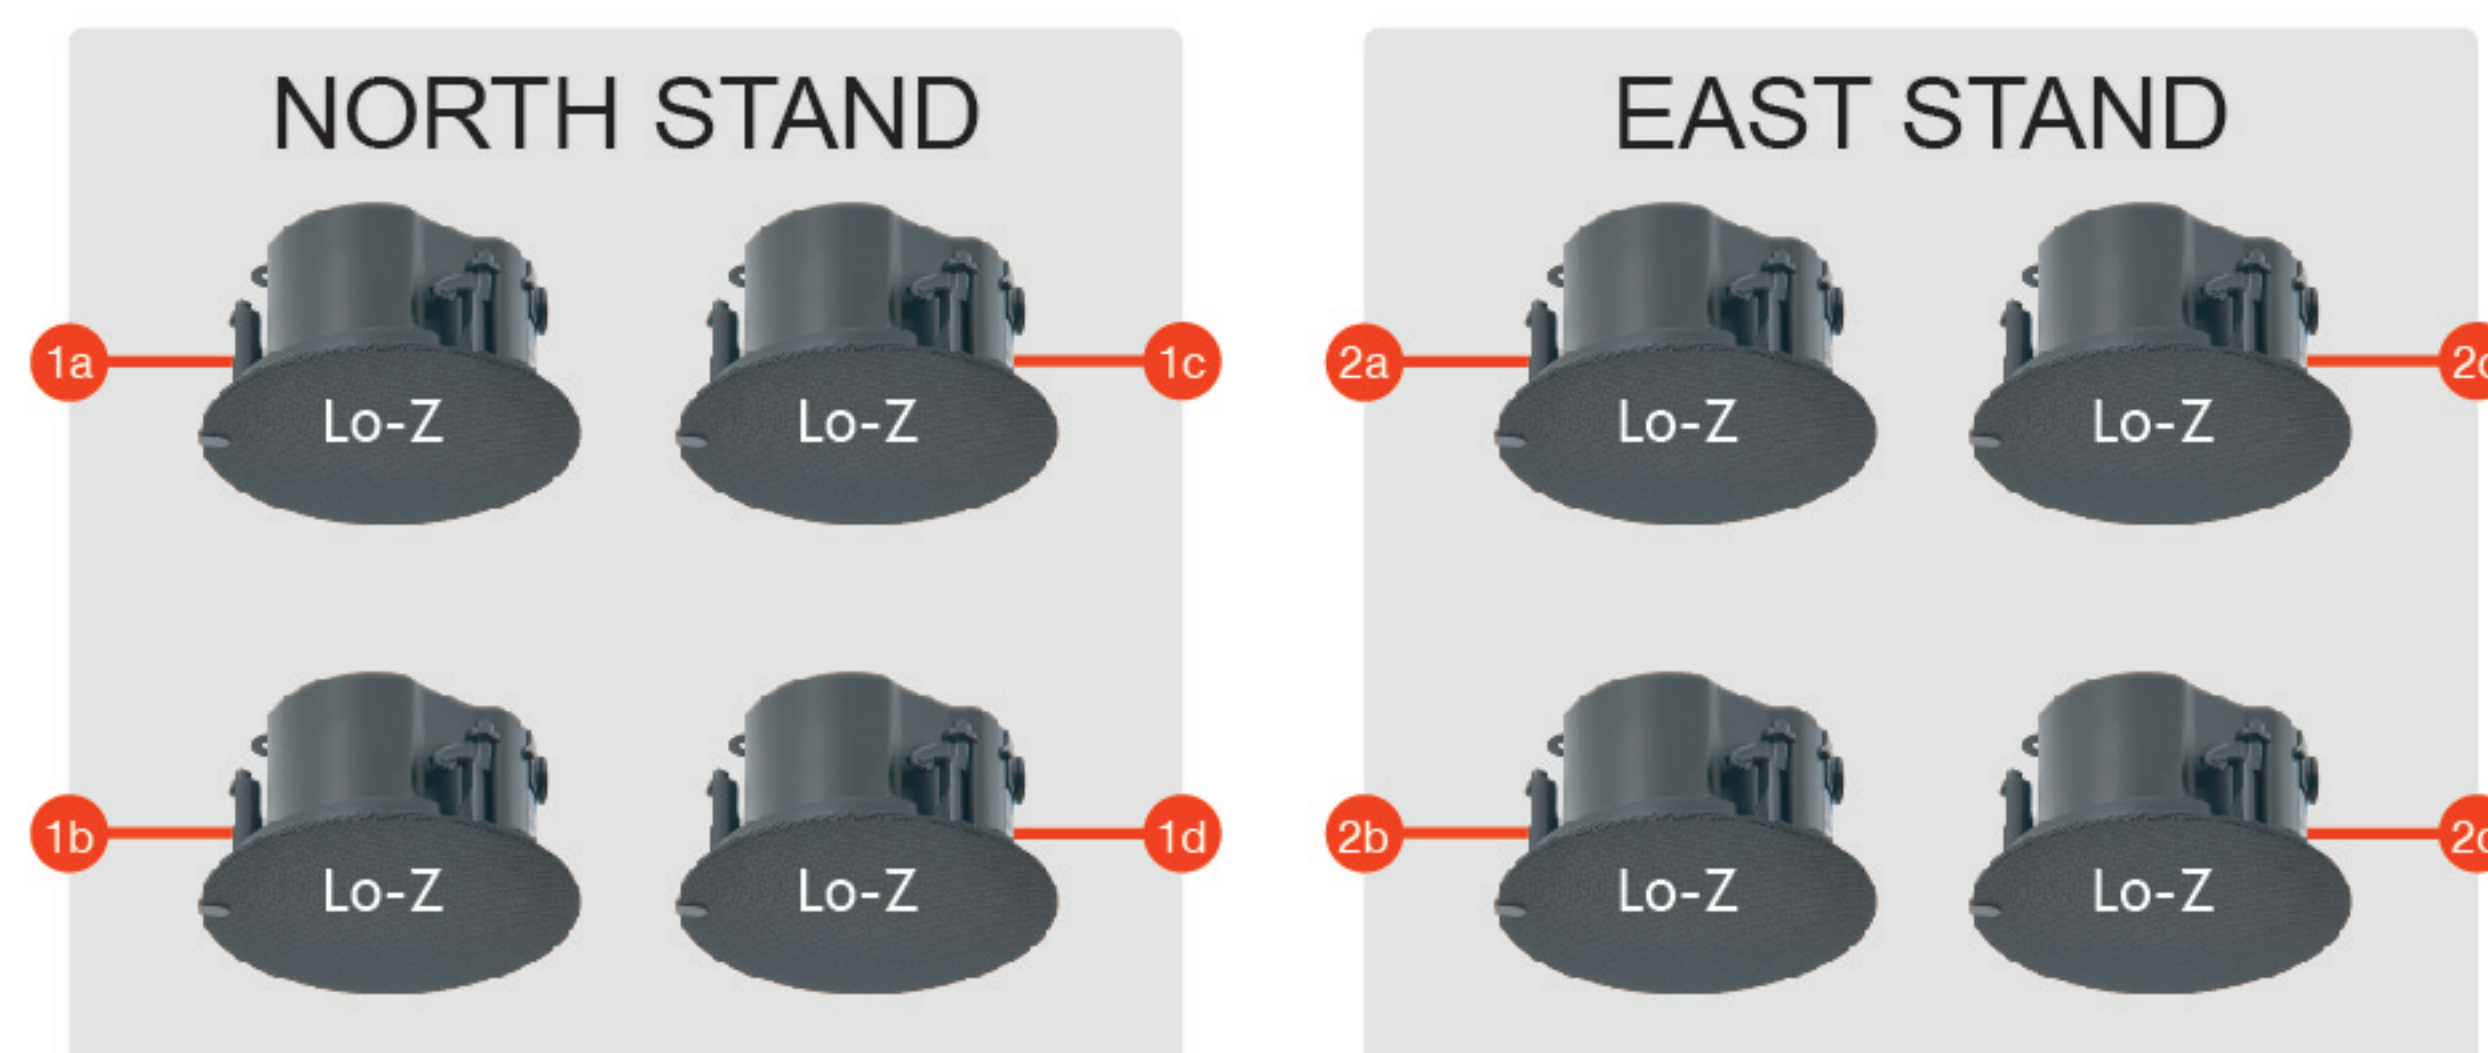 NORTH STAND
EAST STAND
1a
Lo-Z
Lo-Z
1c
2a
Lo-Z
Lo-Z
1b
Lo-Z
Lo-Z
1d
2b
Lo-Z
Lo-Z